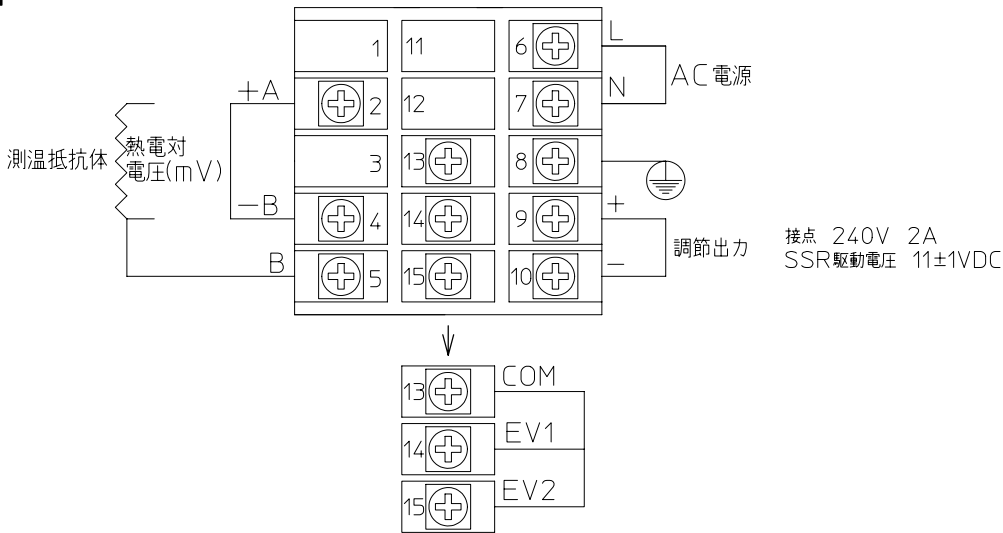 1 11 6 L
+A 2 12 7 N AC電源
測温抵抗体 熱電対 3 13 8
電圧(mV)
-B 4 14 9 +
調節出力 接点 240V 2A
B 5 15 10 - SSR駆動電圧 11±1VDC
13 COM
14 EV1
15 EV2